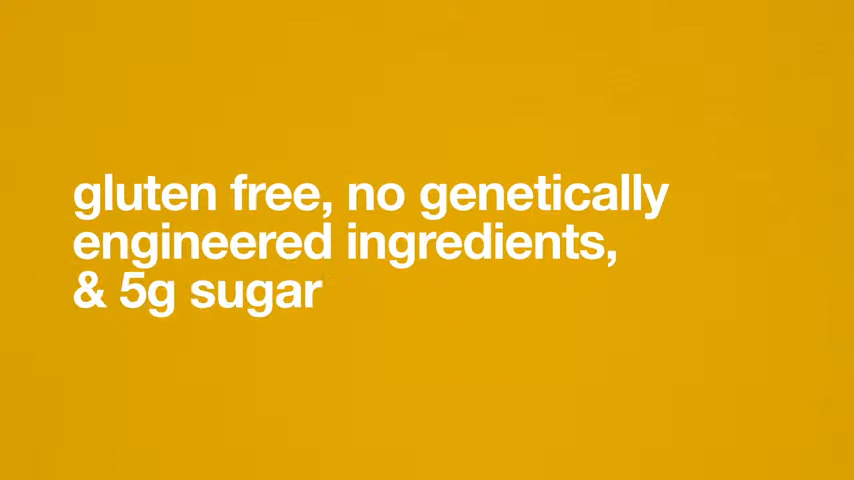 gluten free, no genetically
engineered ingredients,
& 5g sugar